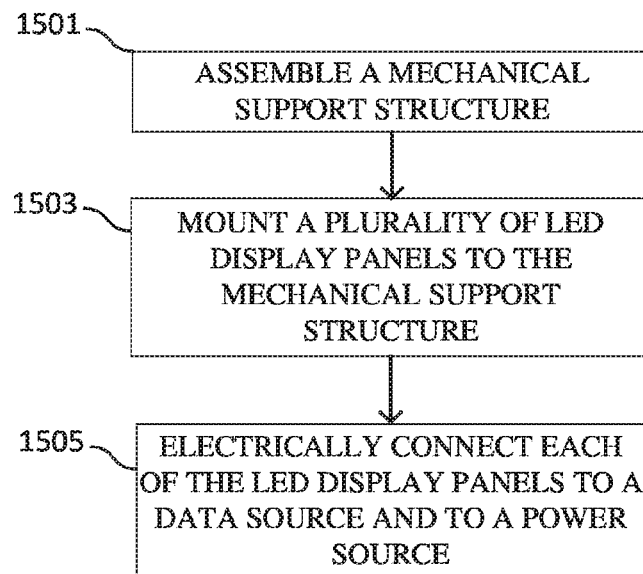 1501
ASSEMBLE A MECHANICAL
SUPPORT STRUCTURE
1503
MOUNT A PLURALITY OF LED
DISPLAY PANELS TO THE
MECHANICAL SUPPORT
STRUCTURE
1505
ELECTRICALLY CONNECT EACH
OF THE LED DISPLAY PANELS TO A
DATA SOURCE AND TO A POWER
SOURCE